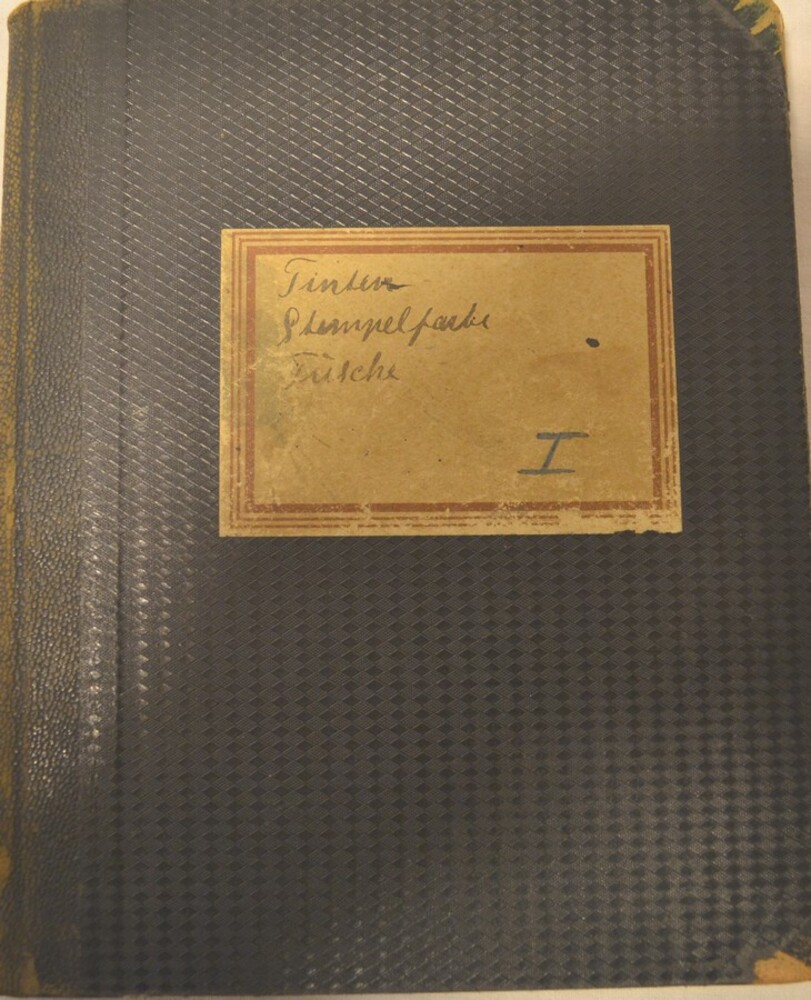 Tinten
Stempelfarbe
Tusche
I